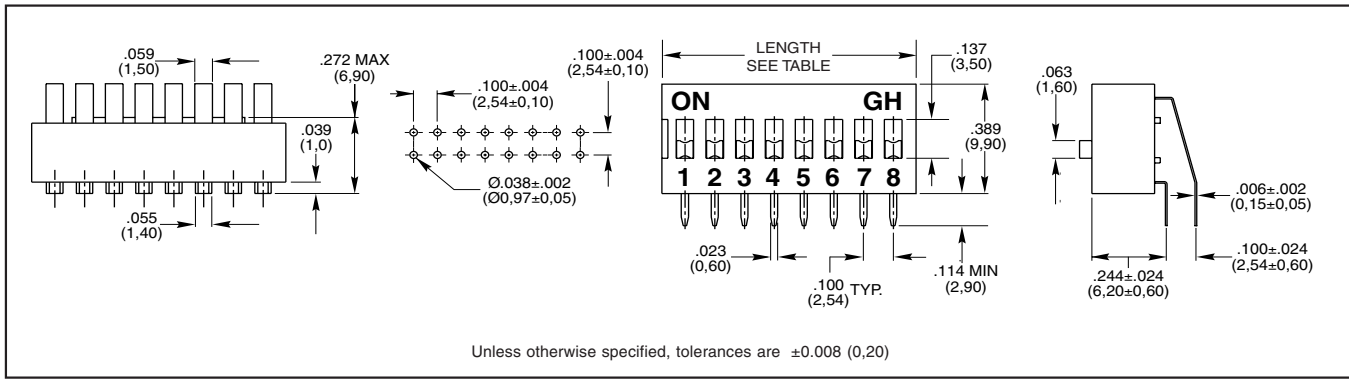 .059
(1,50)
.272 MAX
(6,90)
.039
(1,0)
.055
(1,40)
.100±.004
(2,54±0,10)
.100±.004
(2,54±0,10)
Ø.038±.002
(Ø0,97±0,05)
LENGTH
SEE TABLE
.137
(3,50)
ON GH
.389
(9,90)
1 2 3 4 5 6 7 8
.023
(0,60)
.100
(2,54) TYP.
.114 MIN
(2,90)
.063
(1,60)
.006±.002
(0,15±0,05)
.100±.024
(2,54±0,60)
.244±.024
(6,20±0,60)
Unless otherwise specified, tolerances are ±0.008 (0,20)